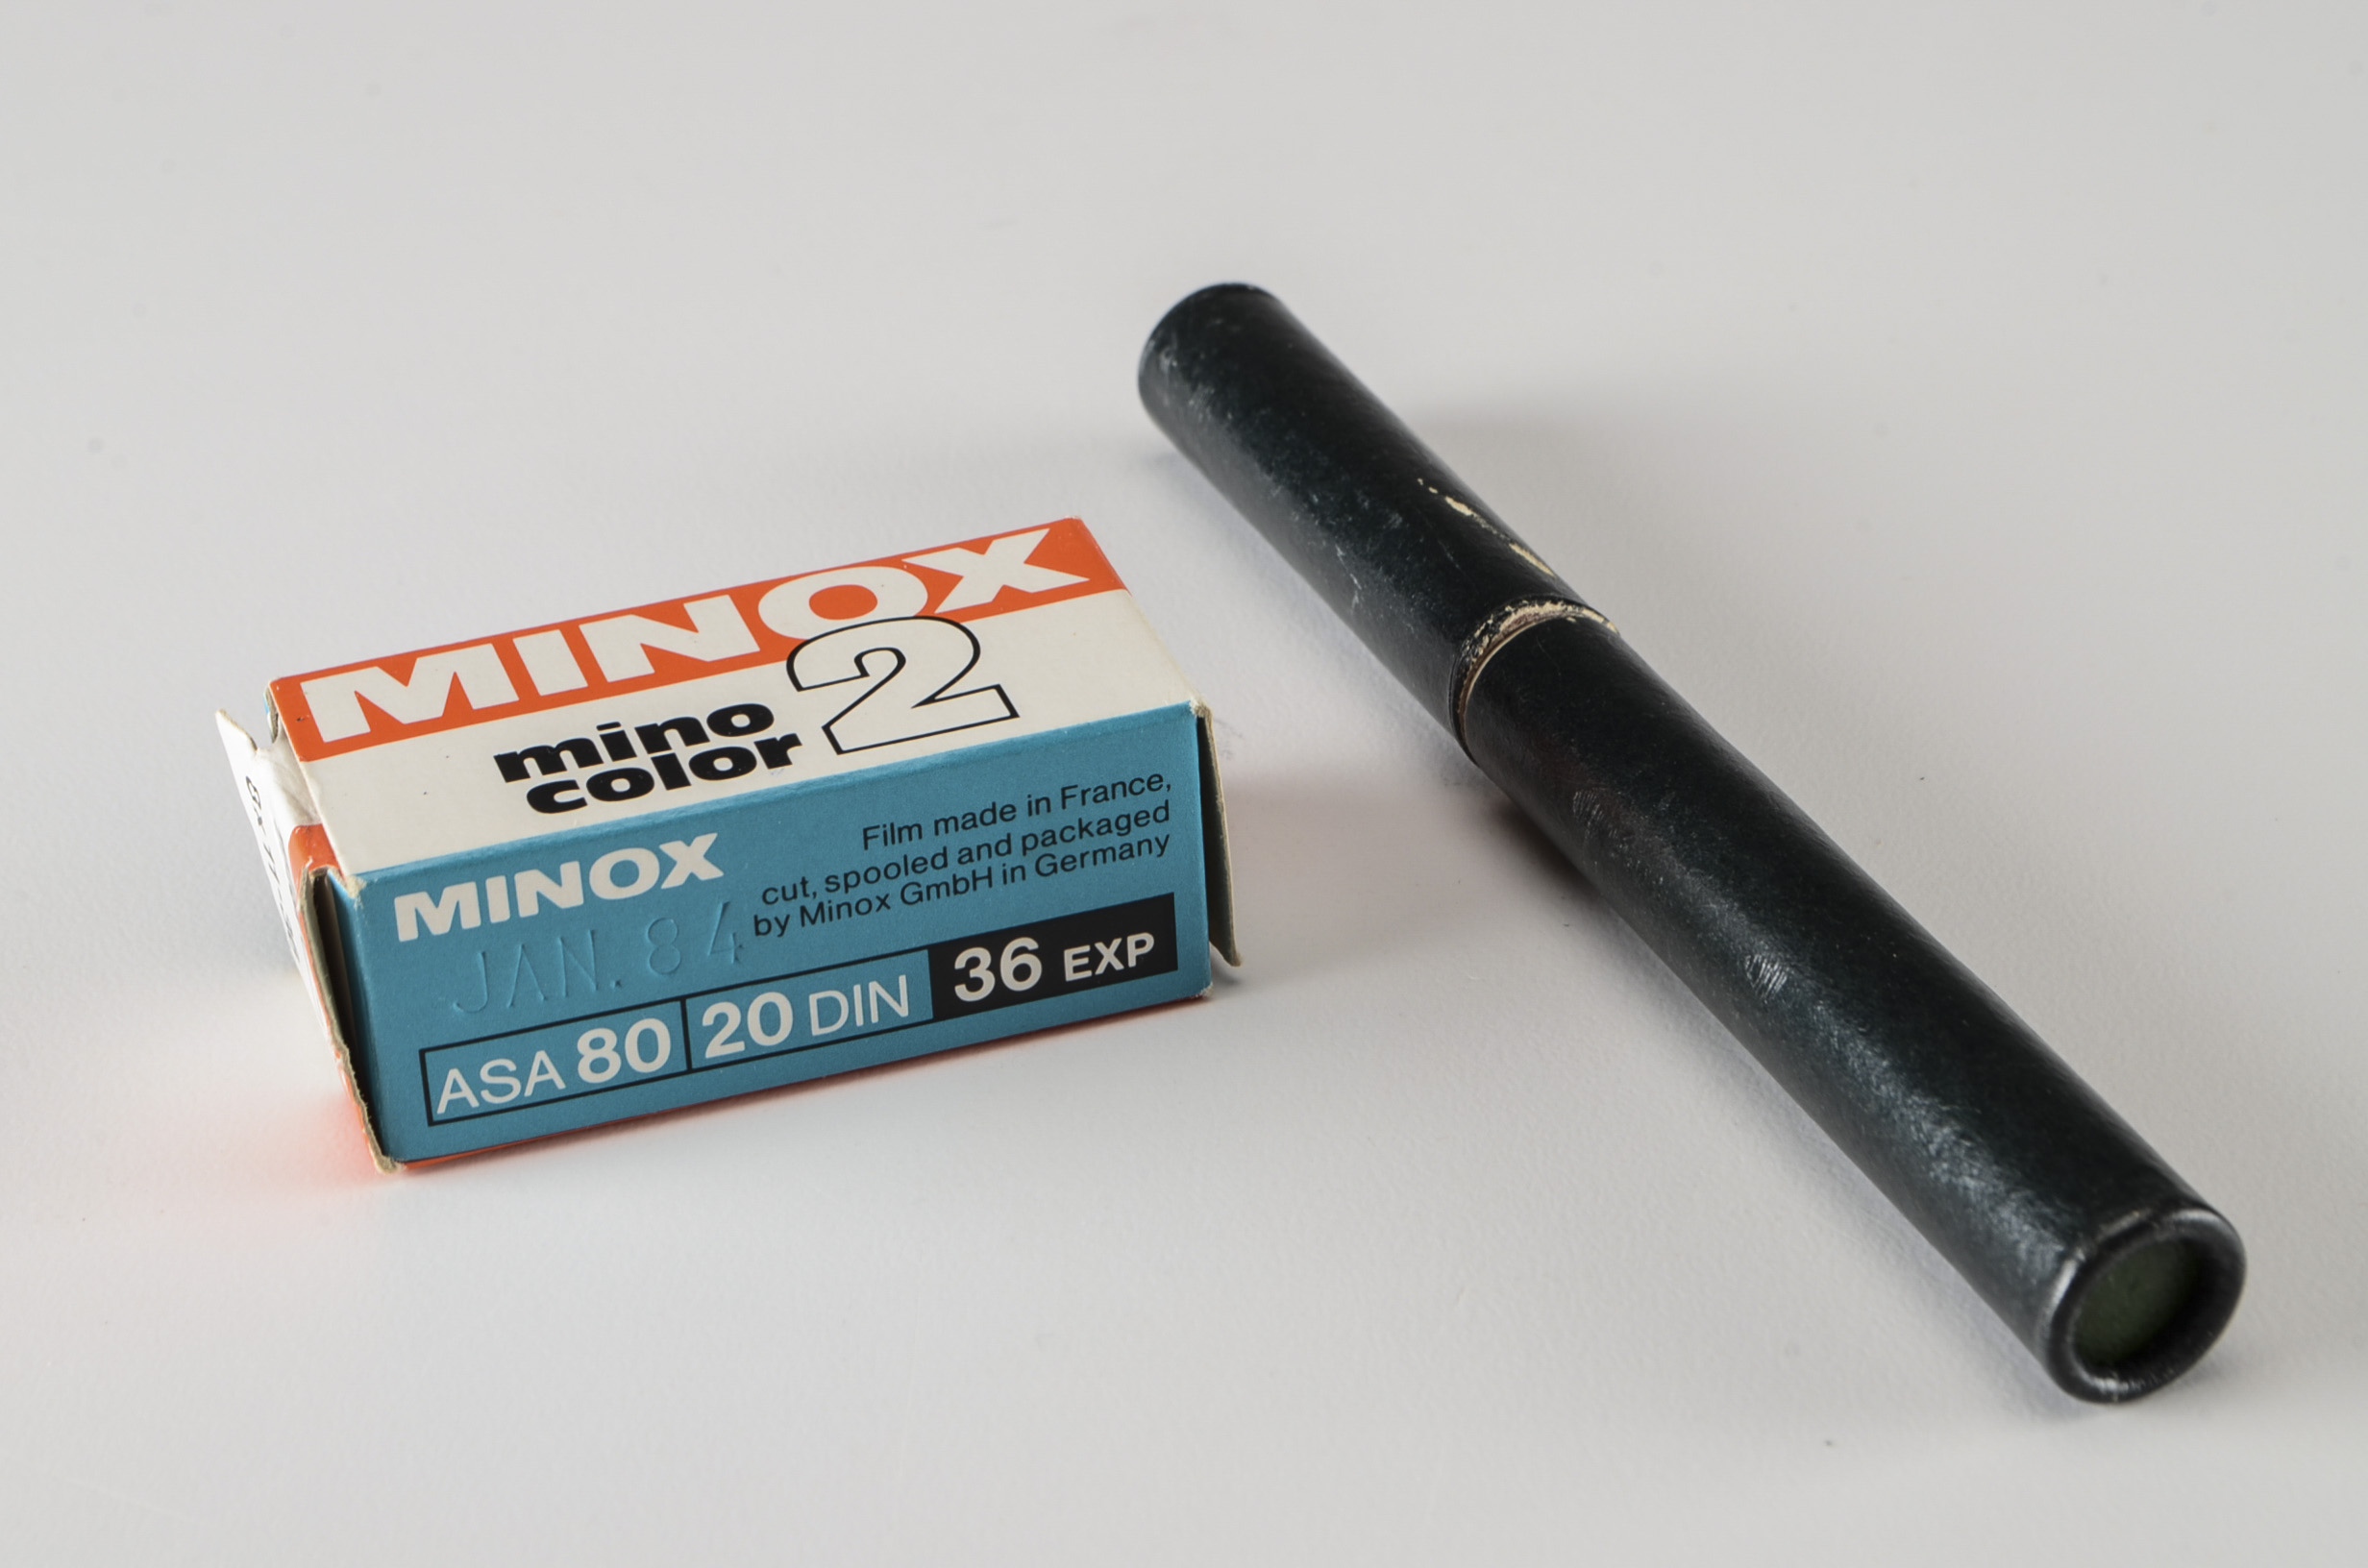 MINOX
mino
color 2
MINOX
Film made in France,
cut, spooled and packaged
by Minox GmbH in Germany
JAN. 84
ASA 80 20 DIN 36 EXP